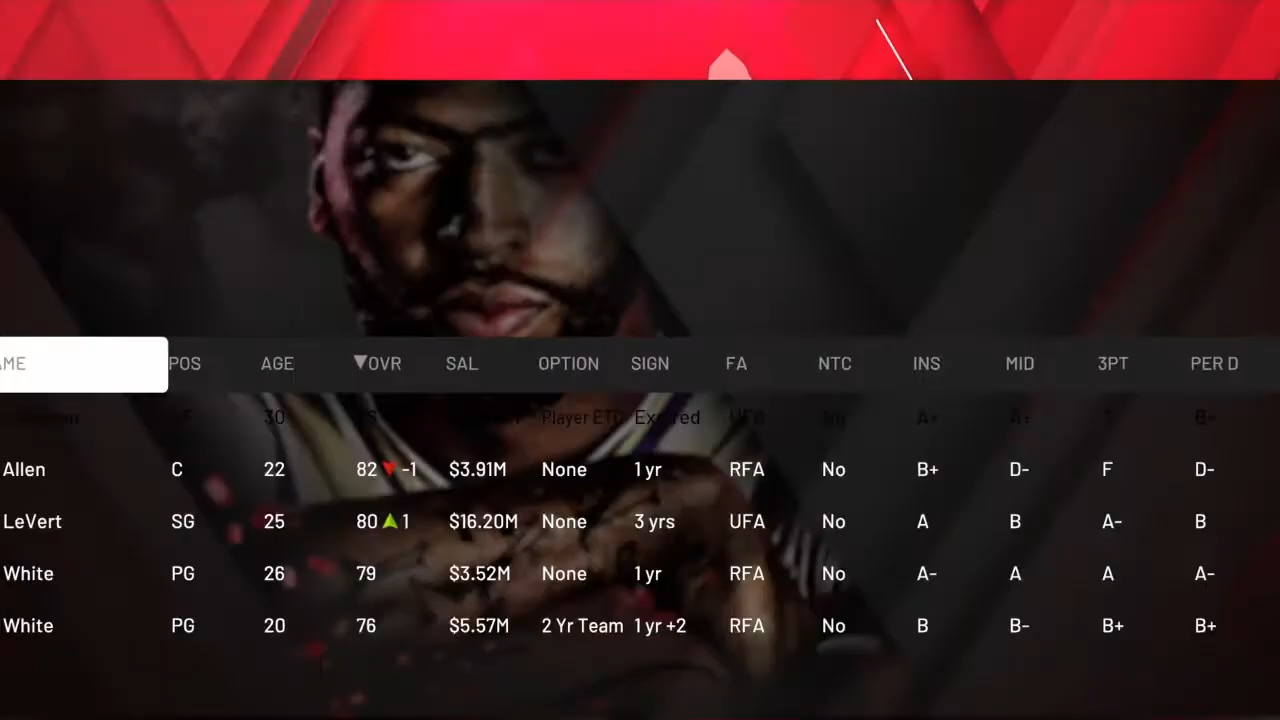 AME POS AGE ▼OVR SAL OPTION SIGN FA NTC INS MID 3PT PER D
30 Player ETO Expired UFA No A+ A+ B-
Allen C 22 82 ▼ -1 $3.91M None 1 yr RFA No B+ D- F D-
LeVert SG 25 80 ▲ 1 $16.20M None 3 yrs UFA No A B A- B
White PG 26 79 $3.52M None 1 yr RFA No A- A A A-
White PG 20 76 $5.57M 2 Yr Team 1 yr +2 RFA No B B- B+ B+